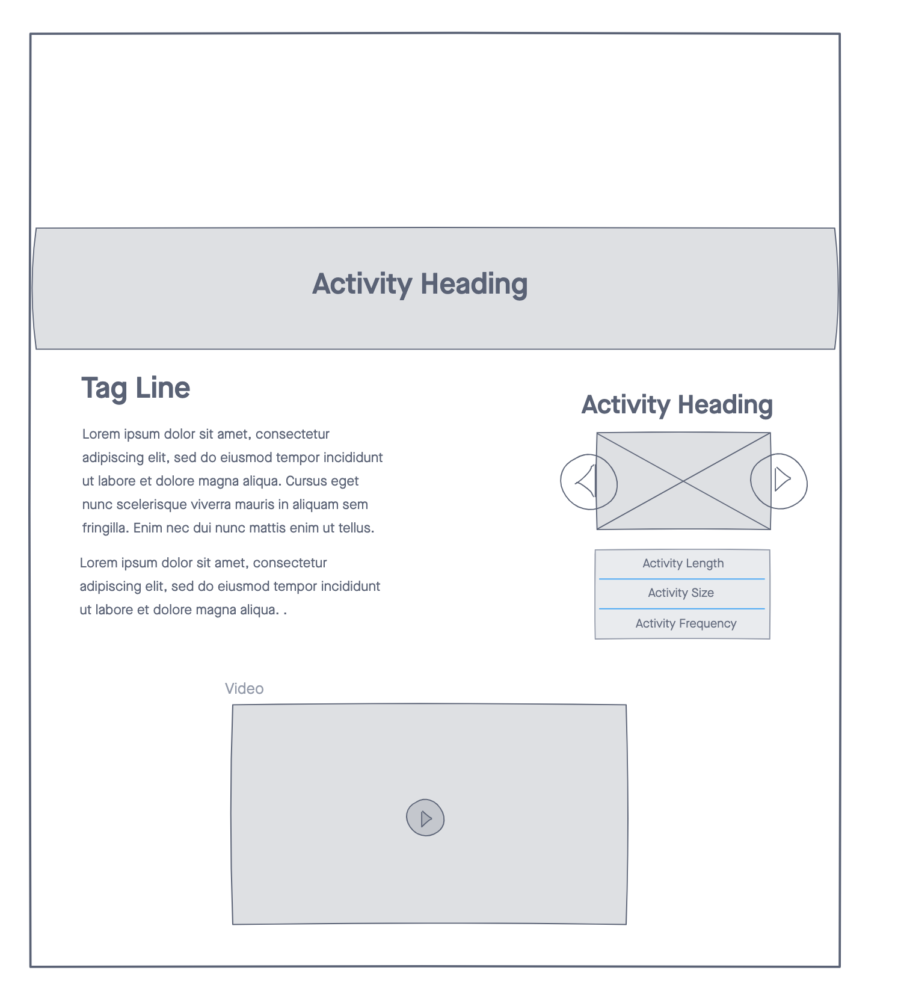 Activity Heading
Tag Line
Lorem ipsum dolor sit amet, consectetur
adipiscing elit, sed do eiusmod tempor incididunt
ut labore et dolore magna aliqua. Cursus eget
nunc scelerisque viverra mauris in aliquam sem
fringilla. Enim nec dui nunc mattis enim ut tellus.
Lorem ipsum dolor sit amet, consectetur
adipiscing elit, sed do eiusmod tempor incididunt
ut labore et dolore magna aliqua. .
Activity Heading
Activity Length
Activity Size
Activity Frequency
Video